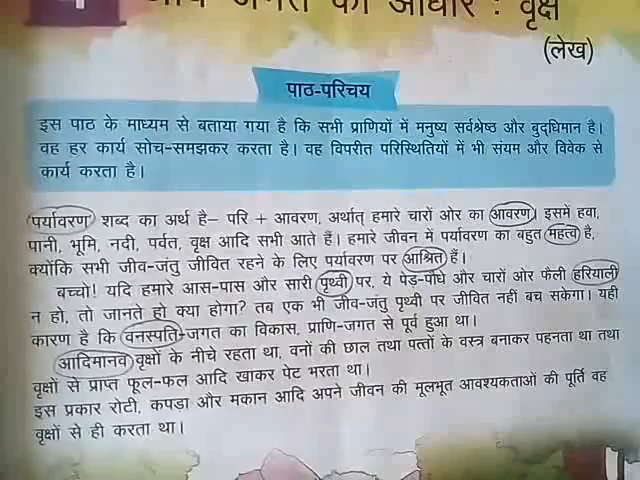 जीव जगत का आधार : वृक्ष
(लेख)
पाठ-परिचय
इस पाठ के माध्यम से बताया गया है कि सभी प्राणियों में मनुष्य सर्वश्रेष्ठ और बुद्धिमान है।
वह हर कार्य सोच-समझकर करता है। वह विपरीत परिस्थितियों में भी संयम और विवेक से
कार्य करता है।
पर्यावरण शब्द का अर्थ है– परि + आवरण, अर्थात् हमारे चारों ओर का आवरण। इसमें हवा,
पानी, भूमि, नदी, पर्वत, वृक्ष आदि सभी आते हैं। हमारे जीवन में पर्यावरण का बहुत महत्व है,
क्योंकि सभी जीव-जंतु जीवित रहने के लिए पर्यावरण पर आश्रित हैं।
बच्चो! यदि हमारे आस-पास और सारी पृथ्वी पर, ये पेड़-पौधे और चारों ओर फैली हरियाली
न हो, तो जानते हो क्या होगा? तब एक भी जीव-जंतु पृथ्वी पर जीवित नहीं बच सकेगा। यही
कारण है कि वनस्पति-जगत का विकास, प्राणि-जगत से पूर्व हुआ था।
आदिमानव वृक्षों के नीचे रहता था, वनों की छाल तथा पत्तों के वस्त्र बनाकर पहनता था तथा
वृक्षों से प्राप्त फूल-फल आदि खाकर पेट भरता था।
इस प्रकार रोटी, कपड़ा और मकान आदि अपने जीवन की मूलभूत आवश्यकताओं की पूर्ति वह
वृक्षों से ही करता था।